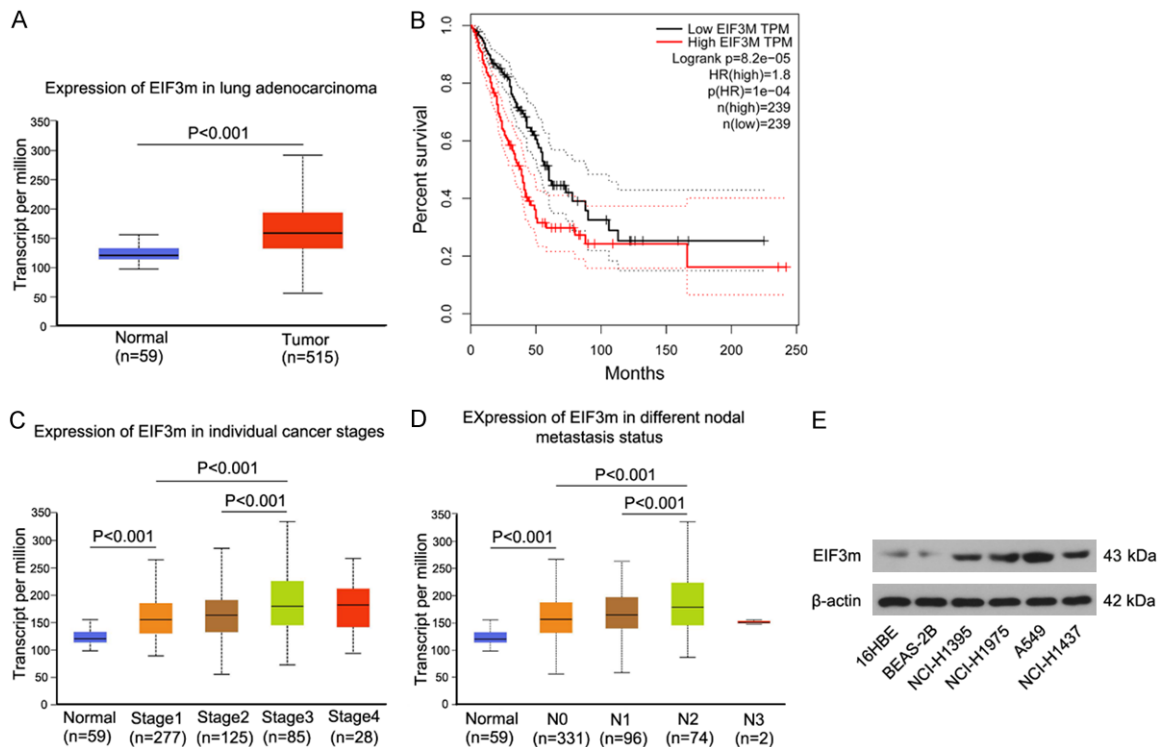 A
Expression of EIF3m in lung adenocarcinoma
P<0.001
Transcript per million
350
300
250
200
150
100
50
0
Normal
(n=59)
Tumor
(n=515)
B
Low EIF3M TPM
High EIF3M TPM
Logrank p=8.2e−05
HR(high)=1.8
p(HR)=1e−04
n(high)=239
n(low)=239
Percent survival
1.0
0.8
0.6
0.4
0.2
0.0
0 50 100 150 200 250
Months
C
Expression of EIF3m in individual cancer stages
P<0.001
P<0.001
P<0.001
Transcript per million
350
300
250
200
150
100
50
0
Normal Stage1 Stage2 Stage3 Stage4
(n=59) (n=277) (n=125) (n=85) (n=28)
D
EXpression of EIF3m in different nodal
metastasis status
P<0.001
P<0.001
P<0.001
Transcript per million
350
300
250
200
150
100
50
0
Normal N0 N1 N2 N3
(n=59) (n=331) (n=96) (n=74) (n=2)
E
EIF3m 43 kDa
β-actin 42 kDa
16HBE
BEAS-2B
NCI-H1395
NCI-H1975
A549
NCI-H1437